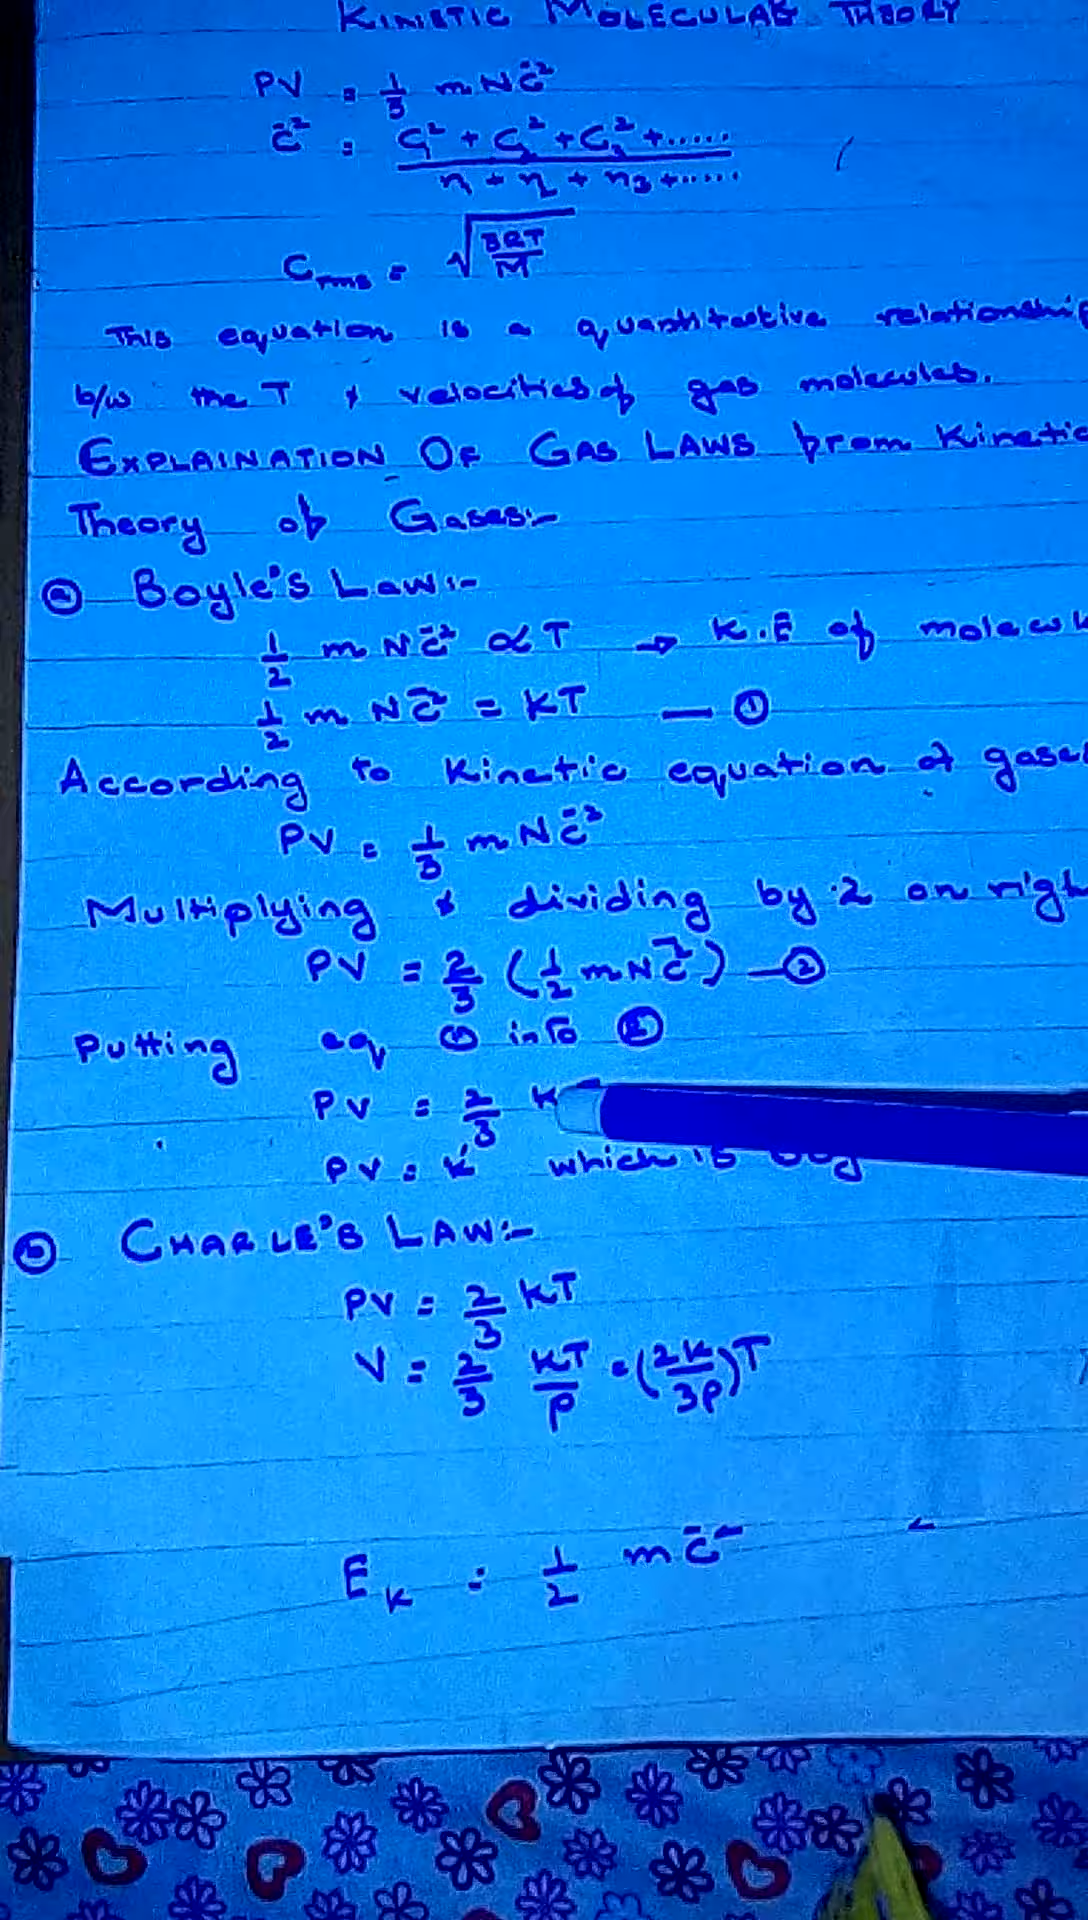 KINETIC MOLECULAR THEORY
PV = 1/3 mNc̄²
c̄² = C₁² + C₂² + C₃² + ..... / n₁ + n₂ + n₃ + .....
Crms = √3RT/M
This equation is a quantitative relationship
b/w the T & velocities of gas molecules.
EXPLAINATION OF GAS LAWS from Kinetic
Theory of Gases:-
ⓐ Boyle's Law:-
1/2 mNc̄² ∝ T → K.E of molecul
1/2 mNc̄² = KT — ①
According to Kinetic equation of gases
PV = 1/3 mNc̄²
Multiplying & dividing by 2 on righ
PV = 2/3 (1/2 mNc̄²) — ②
Putting eq ① into ②
PV = 2/3 K
PV = K' which is
ⓑ CHARLE'S LAW:-
PV = 2/3 KT
V = 2/3 KT/P = (2K/3P)T
EK = 1/2 mc̄²